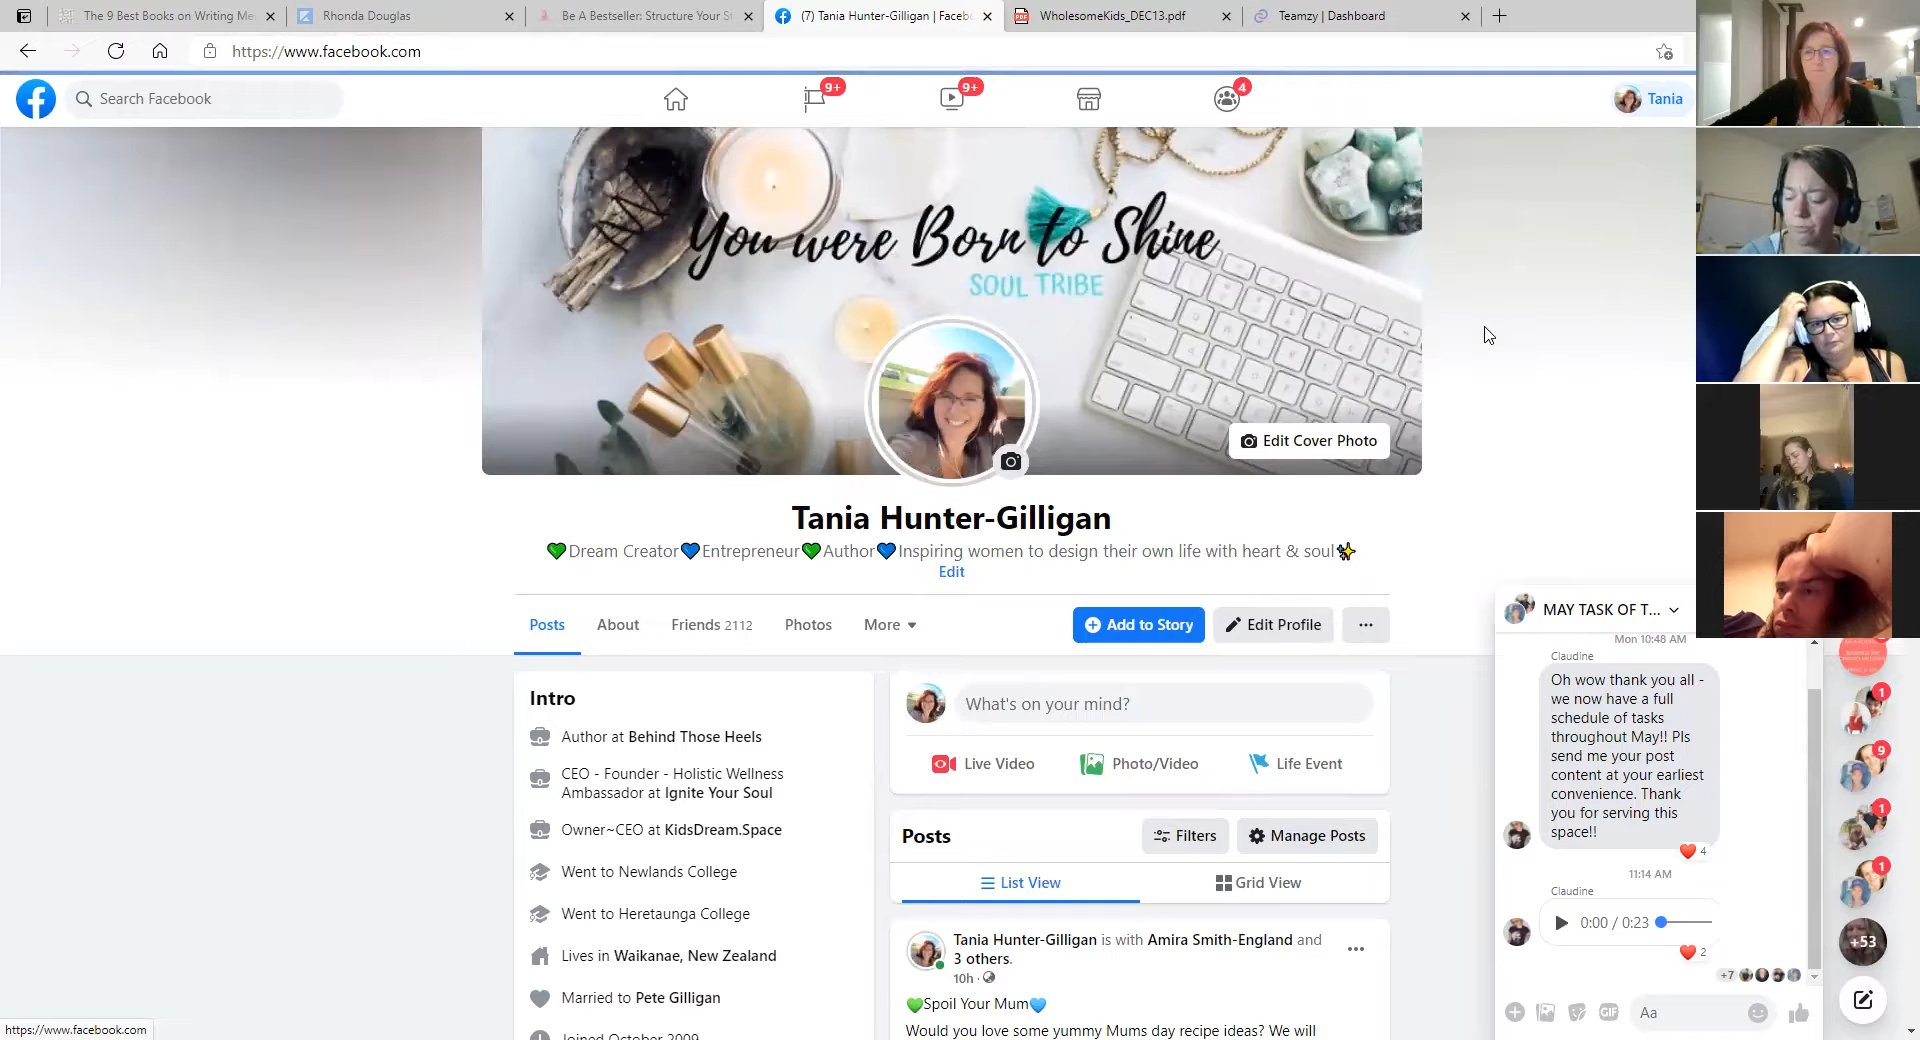 The 9 Best Books on Writing Me
Rhonda Douglas
Be A Bestseller: Structure Your St
(7) Tania Hunter-Gilligan | Facebo
WholesomeKids_DEC13.pdf
Teamzy | Dashboard
https://www.facebook.com
Search Facebook
9+
9+
4
Tania
You were Born to Shine
SOUL TRIBE
Edit Cover Photo
Tania Hunter-Gilligan
💚Dream Creator💙Entrepreneur💚Author💙Inspiring women to design their own life with heart & soul✨
Edit
Posts
About
Friends 2112
Photos
More
Add to Story
Edit Profile
Intro
Author at Behind Those Heels
CEO - Founder - Holistic Wellness
Ambassador at Ignite Your Soul
Owner~CEO at KidsDream.Space
Went to Newlands College
Went to Heretaunga College
Lives in Waikanae, New Zealand
Married to Pete Gilligan
Joined October 2009
What's on your mind?
Live Video
Photo/Video
Life Event
Posts
Filters
Manage Posts
List View
Grid View
Tania Hunter-Gilligan is with Amira Smith-England and
3 others.
10h ·
💚Spoil Your Mum💙
Would you love some yummy Mums day recipe ideas? We will
MAY TASK OF T...
Mon 10:48 AM
Claudine
Oh wow thank you all -
we now have a full
schedule of tasks
throughout May!! Pls
send me your post
content at your earliest
convenience. Thank
you for serving this
space!!
4
11:14 AM
Claudine
0:00 / 0:23
2
+7
GIF
Aa
1
9
1
1
+53
https://www.facebook.com